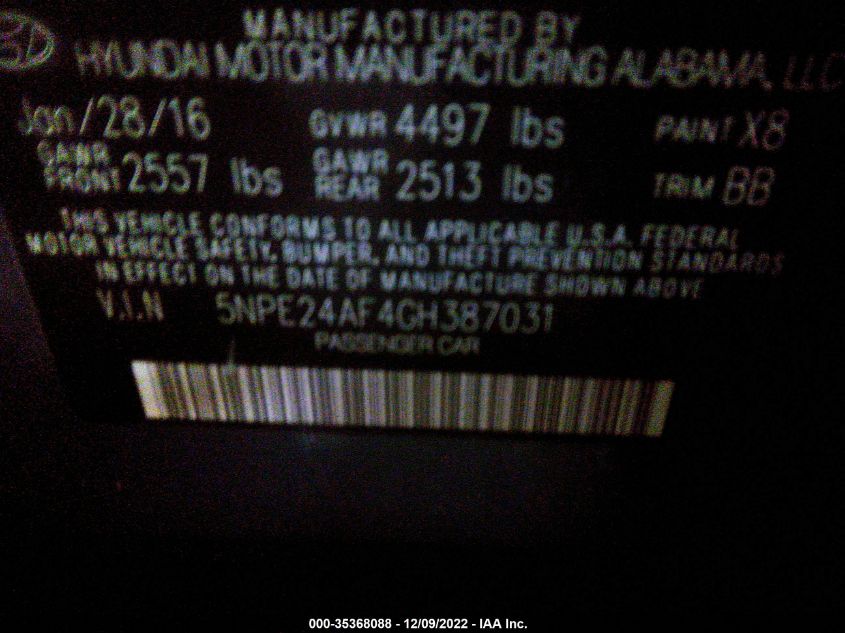 MANUFACTURED BY
HYUNDAI MOTOR MANUFACTURING ALABAMA, LLC
Jan/28/16 GVWR 4497 lbs PAINT X8
GAWR FRONT 2557 lbs GAWR REAR 2513 lbs TRIM BB
THIS VEHICLE CONFORMS TO ALL APPLICABLE U.S.A. FEDERAL
MOTOR VEHICLE SAFETY, BUMPER, AND THEFT PREVENTION STANDARDS
IN EFFECT ON THE DATE OF MANUFACTURE SHOWN ABOVE
V.I.N 5NPE24AF4GH387031
PASSENGER CAR
000-35368088 - 12/09/2022 - IAA Inc.